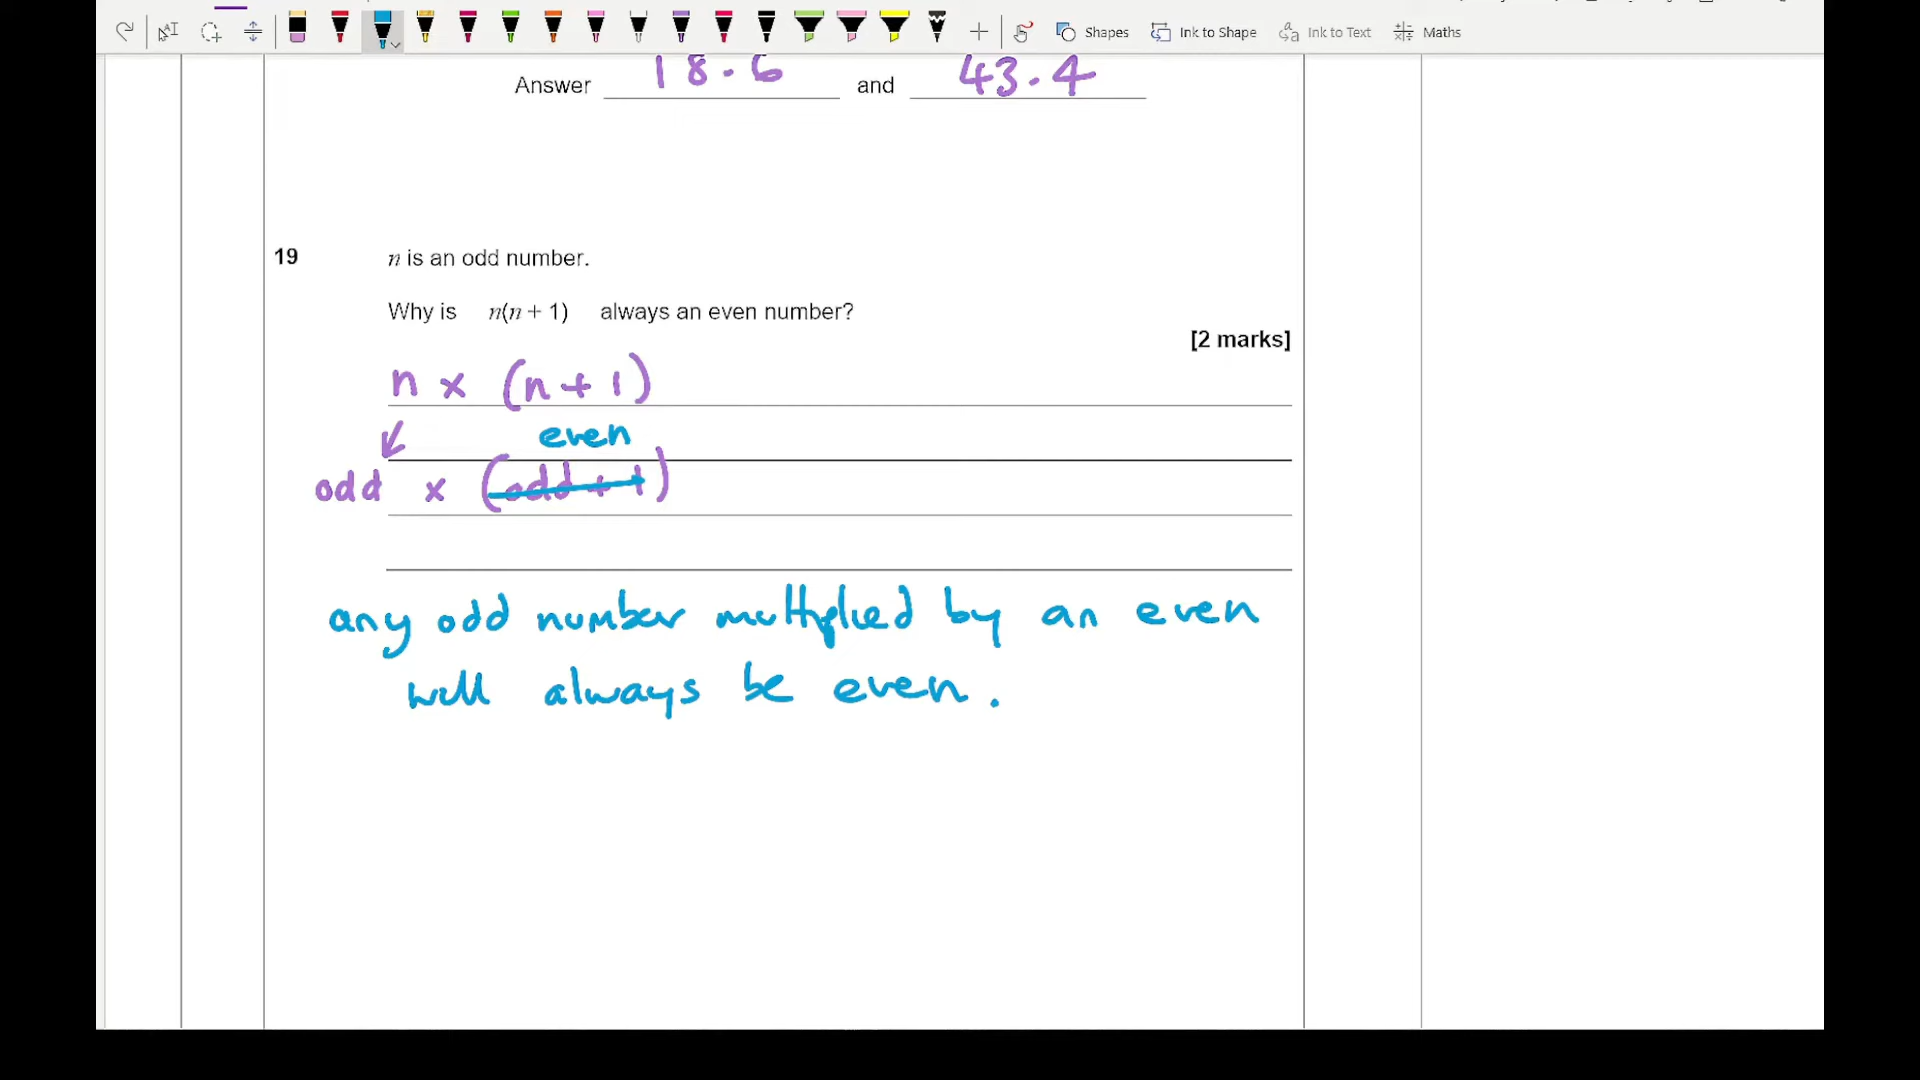 Shapes Ink to Shape Ink to Text Maths
Answer 18.6 and 43.4
19 n is an odd number.
Why is n(n + 1) always an even number?
[2 marks]
n x (n + 1)
even
odd x (odd + 1)
any odd number multiplied by an even
will always be even.